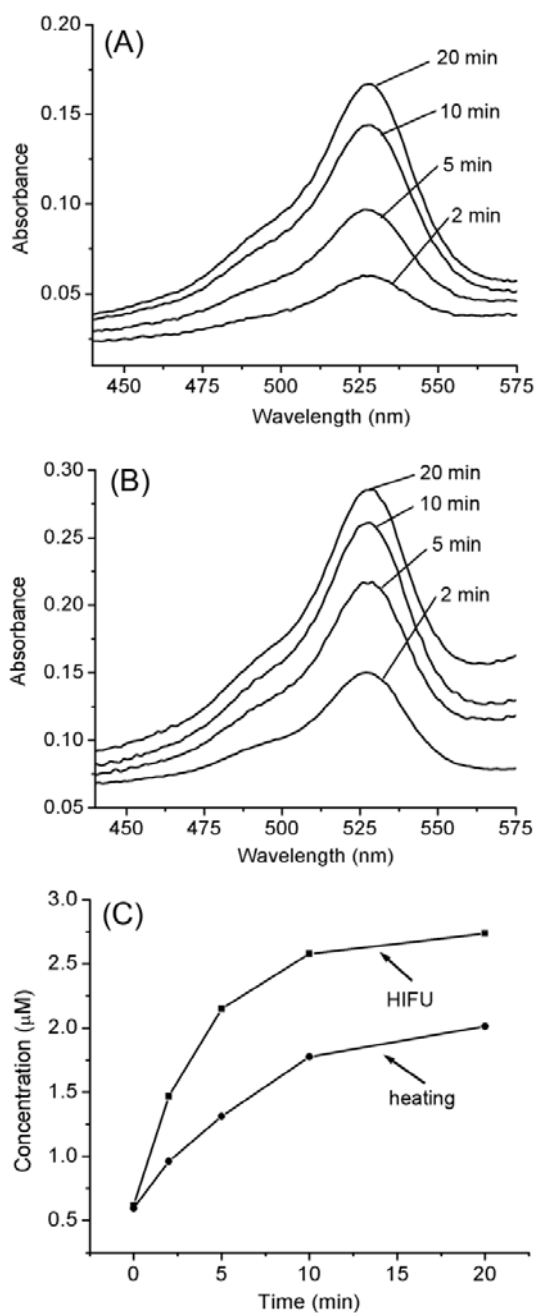 (A)
20 min
10 min
5 min
2 min
0.20
0.15
0.10
0.05
Absorbance
450 475 500 525 550 575
Wavelength (nm)
(B)
20 min
10 min
5 min
2 min
0.30
0.25
0.20
0.15
0.10
0.05
Absorbance
450 475 500 525 550 575
Wavelength (nm)
(C)
HIFU
heating
3.0
2.5
2.0
1.5
1.0
0.5
Concentration (μM)
0 5 10 15 20
Time (min)